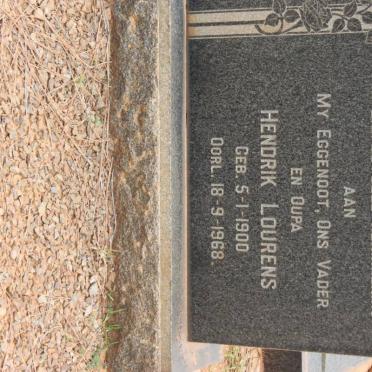 AAN
MY EGGENOOT, ONS VADER
EN OUPA
HENDRIK LOURENS
GEB. 5-1-1900
OORL. 18-9-1968.